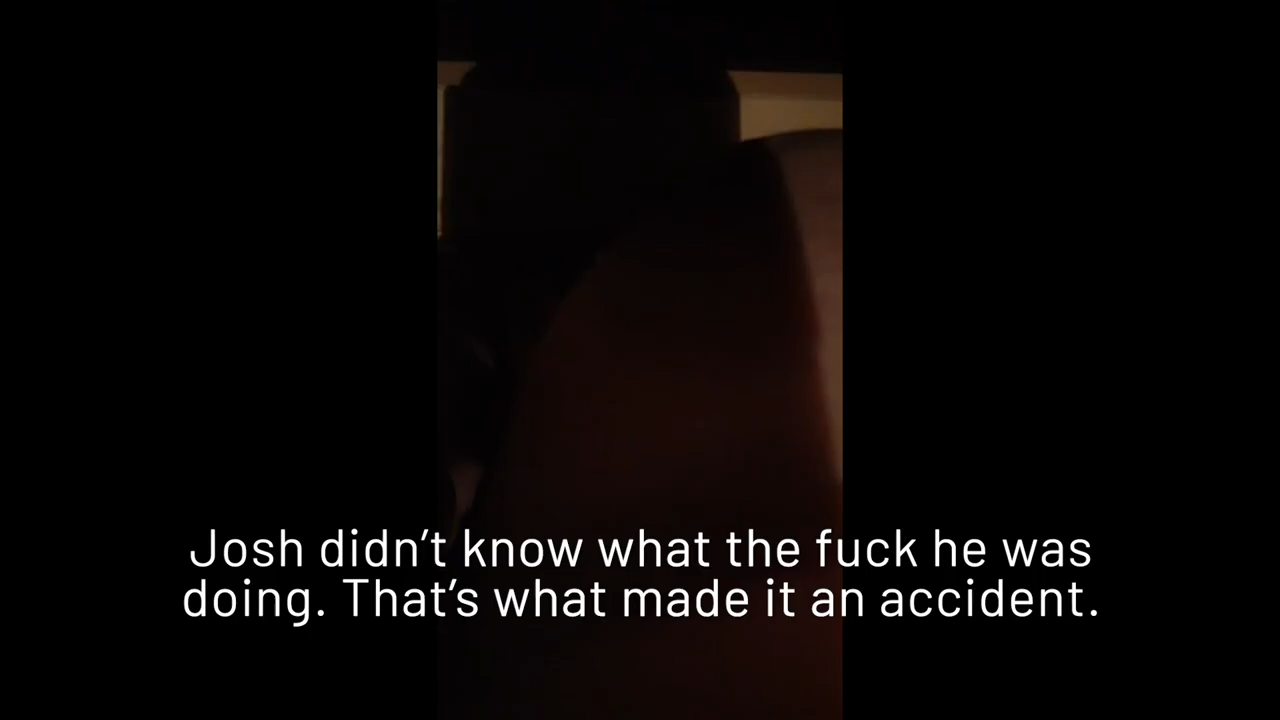 Josh didn't know what the fuck he was
doing. That's what made it an accident.